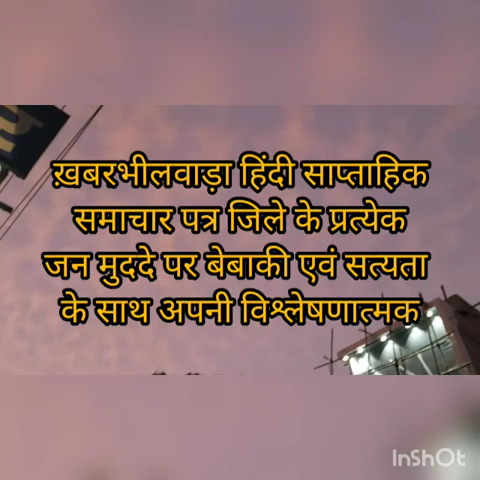 ख़बरभीलवाड़ा हिंदी साप्ताहिक
समाचार पत्र जिले के प्रत्येक
जन मुददे पर बेबाकी एवं सत्यता
के साथ अपनी विश्लेषणात्मक
InShOt